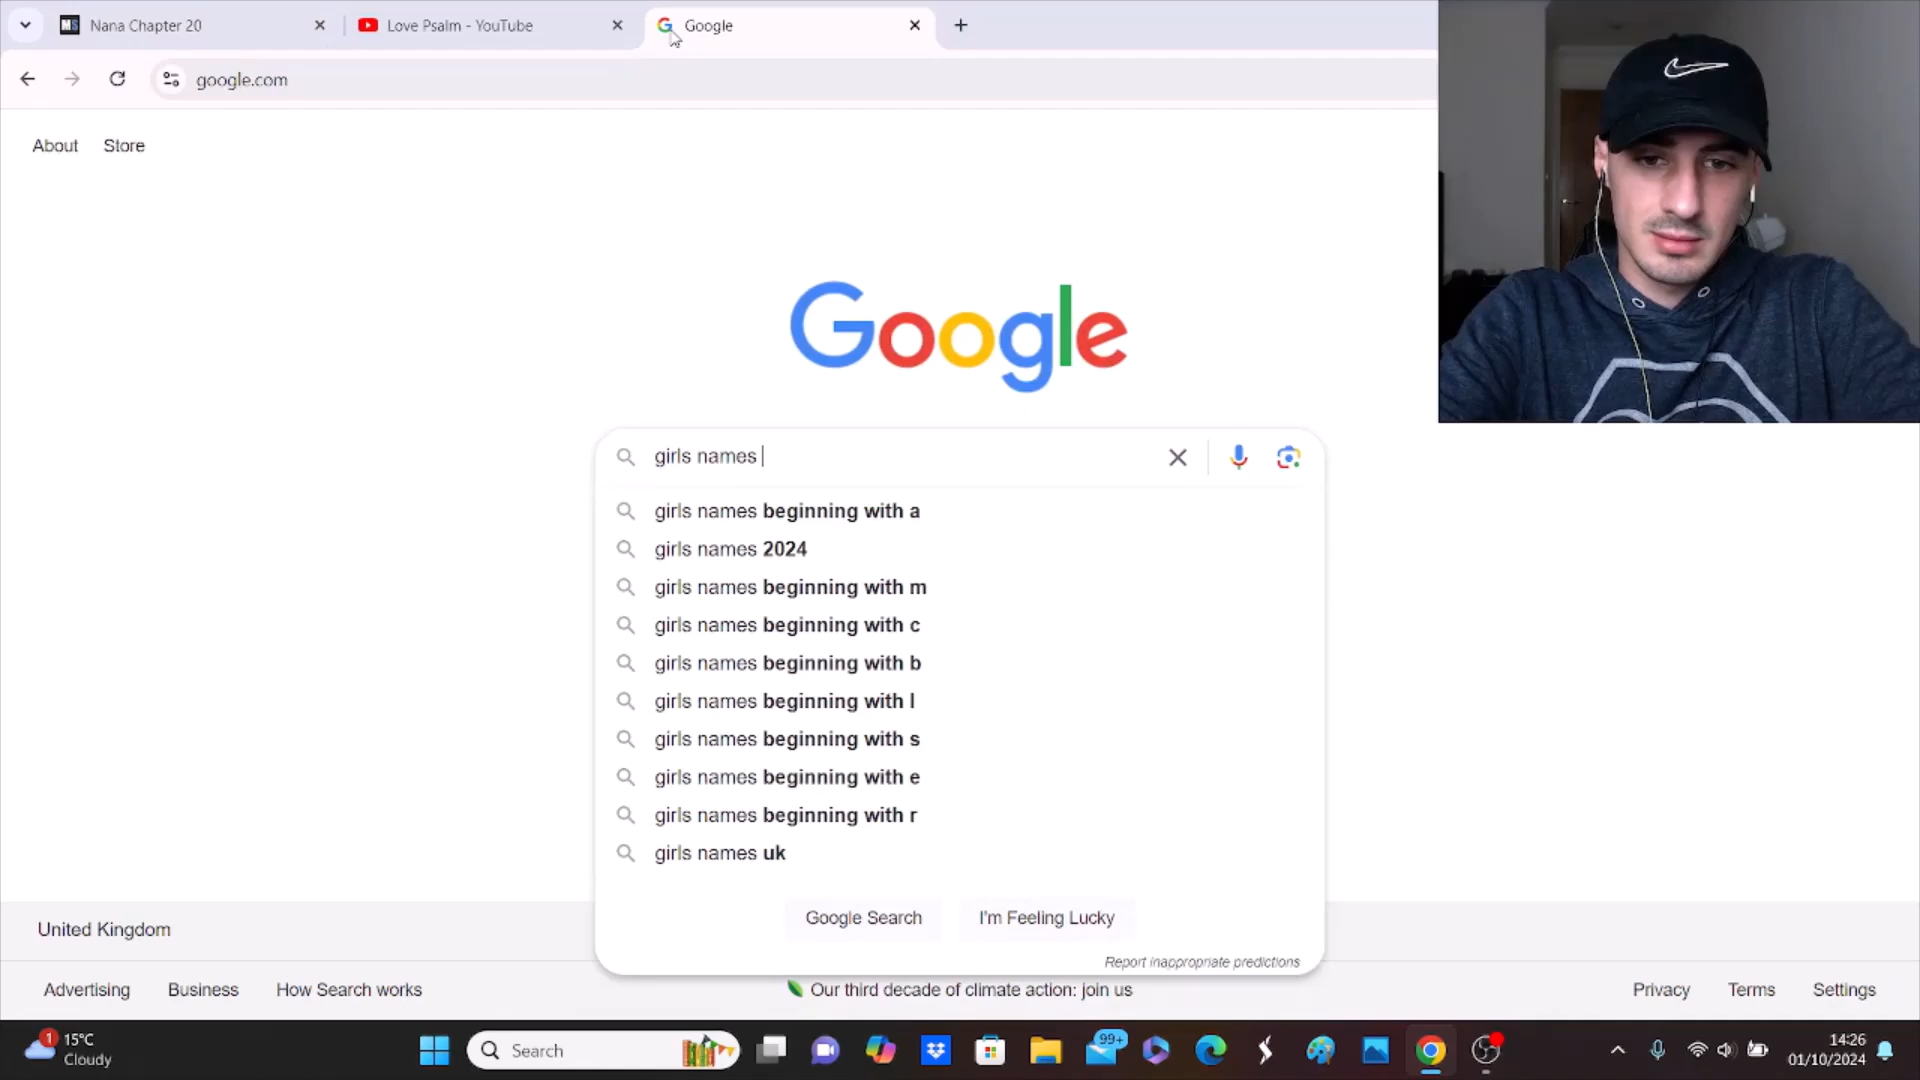 Nana Chapter 20
Love Psalm - YouTube
Google
google.com
About
Store
Google
girls names
girls names beginning with a
girls names 2024
girls names beginning with m
girls names beginning with c
girls names beginning with b
girls names beginning with l
girls names beginning with s
girls names beginning with e
girls names beginning with r
girls names uk
Google Search
I'm Feeling Lucky
Report inappropriate predictions
United Kingdom
Advertising
Business
How Search works
Our third decade of climate action: join us
Privacy
Terms
Settings
1
15°C
Cloudy
Search
99+
14:26
01/10/2024